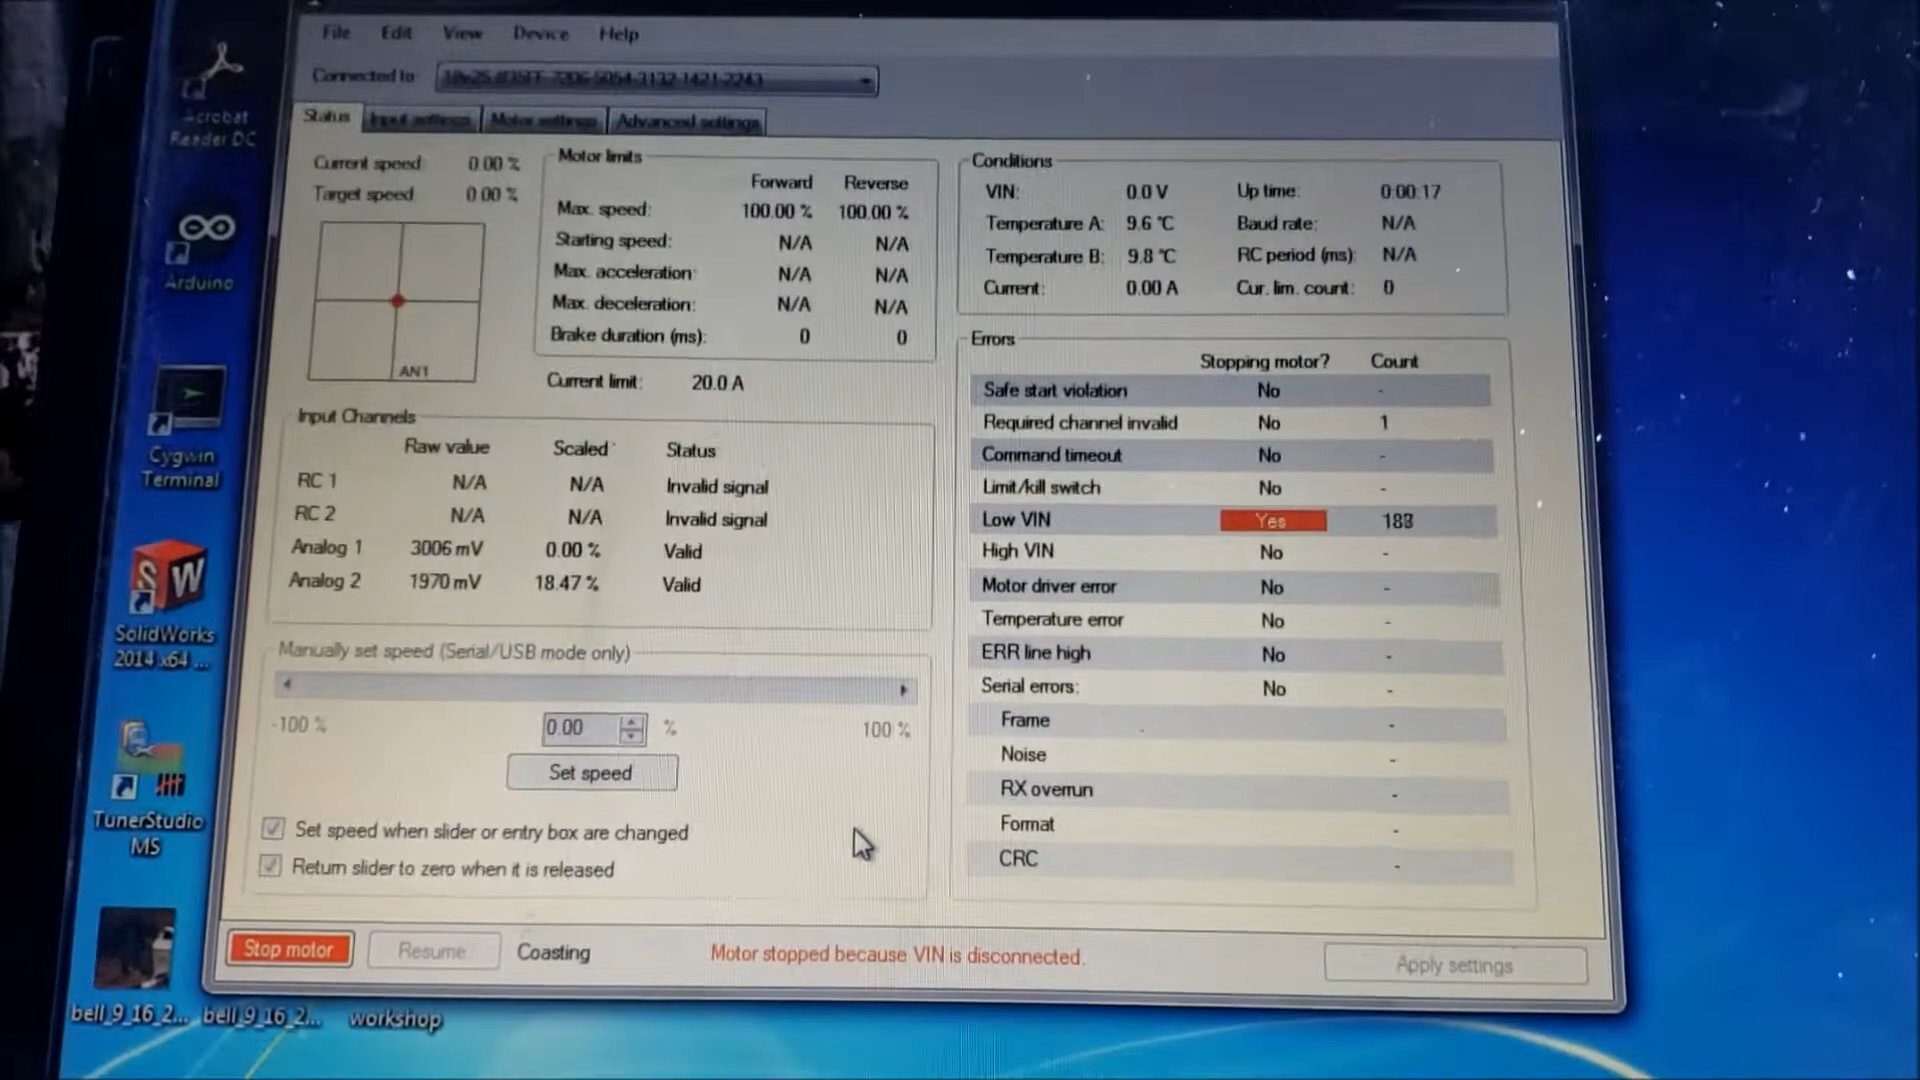 File Edit View Device Help
Connected to:
Status Input settings Motor settings Advanced settings
Current speed: 0.00 %
Target speed: 0.00 %
AN1
Motor limits
Forward Reverse
Max. speed: 100.00 % 100.00 %
Starting speed: N/A N/A
Max. acceleration: N/A N/A
Max. deceleration: N/A N/A
Brake duration (ms): 0 0
Current limit: 20.0 A
Input Channels
Raw value Scaled Status
RC 1 N/A N/A Invalid signal
RC 2 N/A N/A Invalid signal
Analog 1 3006 mV 0.00 % Valid
Analog 2 1970 mV 18.47 % Valid
Manually set speed (Serial/USB mode only)
-100 % 0.00 % 100 %
Set speed
Set speed when slider or entry box are changed
Return slider to zero when it is released
Conditions
VIN: 0.0 V Up time: 0:00:17
Temperature A: 9.6 °C Baud rate: N/A
Temperature B: 9.8 °C RC period (ms): N/A
Current: 0.00 A Cur. lim. count: 0
Errors
Stopping motor? Count
Safe start violation No -
Required channel invalid No 1
Command timeout No -
Limit/kill switch No -
Low VIN Yes
High VIN No -
Motor driver error No -
Temperature error No -
ERR line high No -
Serial errors: No -
Frame -
Noise -
RX overrun -
Format -
CRC -
Stop motor Resume Coasting Motor stopped because VIN is disconnected. Apply settings
Acrobat
Reader DC
Arduino
Cygwin
Terminal
SolidWorks
2014 x64 ...
TunerStudio
MS
bell_9_16_2... bell_9_16_2... workshop